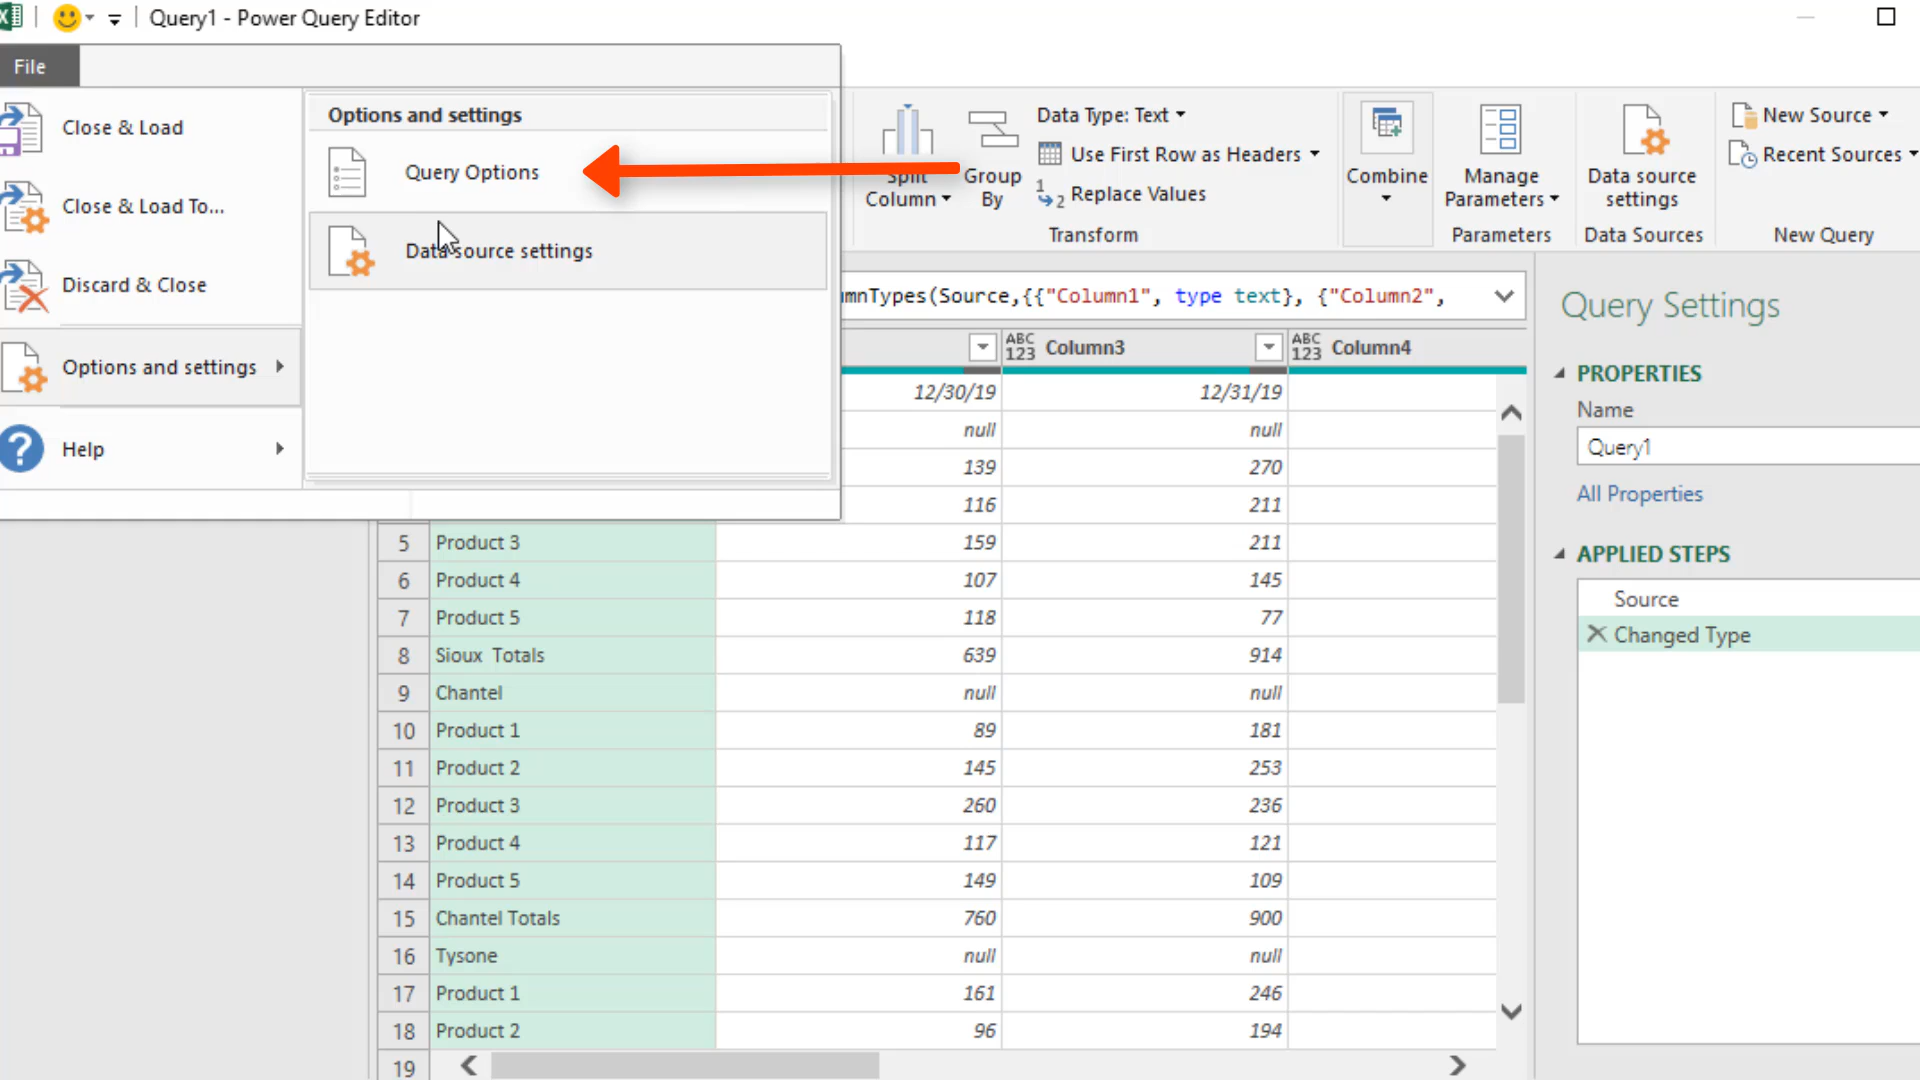 Query1 - Power Query Editor
File
Close & Load
Close & Load To...
Discard & Close
Options and settings
Help
Options and settings
Query Options
Data source settings
Split
Column
Group
By
Data Type: Text
Use First Row as Headers
1
2 Replace Values
Transform
Combine
Manage
Parameters
Parameters
Data source
settings
Data Sources
New Source
Recent Sources
New Query
mnTypes(Source,{{"Column1", type text}, {"Column2",
ABC
123 Column3
ABC
123 Column4
12/30/19 12/31/19
null null
139 270
116 211
5 Product 3 159 211
6 Product 4 107 145
7 Product 5 118 77
8 Sioux  Totals 639 914
9 Chantel null null
10 Product 1 89 181
11 Product 2 145 253
12 Product 3 260 236
13 Product 4 117 121
14 Product 5 149 109
15 Chantel Totals 760 900
16 Tysone null null
17 Product 1 161 246
18 Product 2 96 194
19
Query Settings
PROPERTIES
Name
Query1
All Properties
APPLIED STEPS
Source
Changed Type